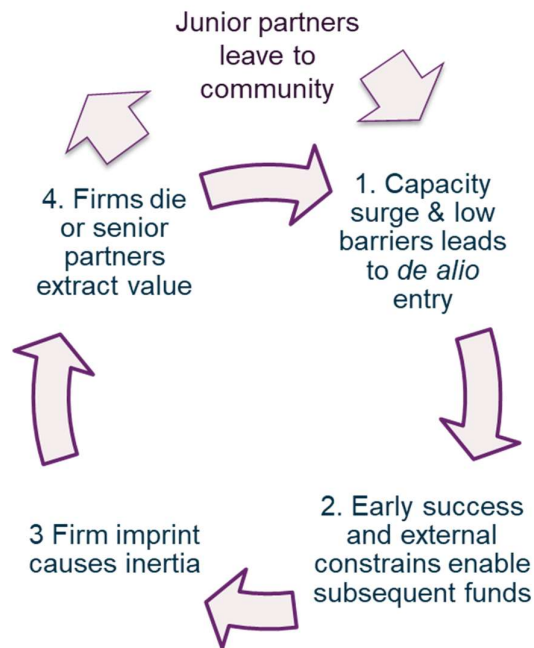 Junior partners
leave to
community
1. Capacity
surge & low
barriers leads
to de alio
entry
2. Early success
and external
constrains enable
subsequent funds
3 Firm imprint
causes inertia
4. Firms die
or senior
partners
extract value